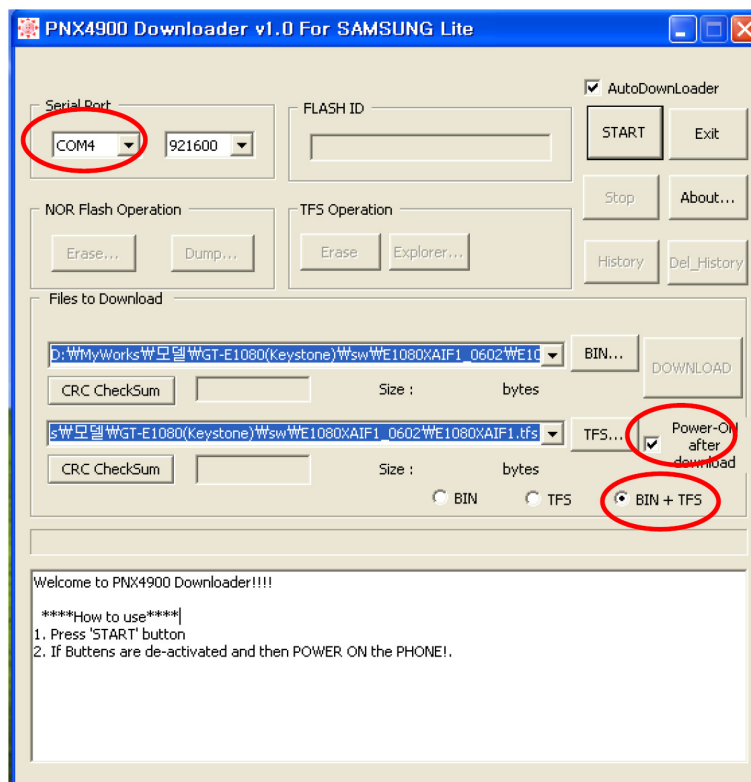 PNX4900 Downloader v1.0 For SAMSUNG Lite
AutoDownLoader
Serial Port
FLASH ID
START
Exit
COM4
921600
Stop
About...
NOR Flash Operation
TFS Operation
Erase...
Dump...
Erase
Explorer...
History
Del_History
Files to Download
D:₩MyWorks₩모델₩GT-E1080(Keystone)₩sw₩E1080XAIF1_0602₩E10
BIN...
DOWNLOAD
CRC CheckSum
Size :
bytes
s₩모델₩GT-E1080(Keystone)₩sw₩E1080XAIF1_0602₩E1080XAIF1.tfs
TFS...
Power-ON
after
download
CRC CheckSum
Size :
bytes
BIN
TFS
BIN + TFS
Welcome to PNX4900 Downloader!!!!
****How to use****
1. Press 'START' button
2. If Buttens are de-activated and then POWER ON the PHONE!.